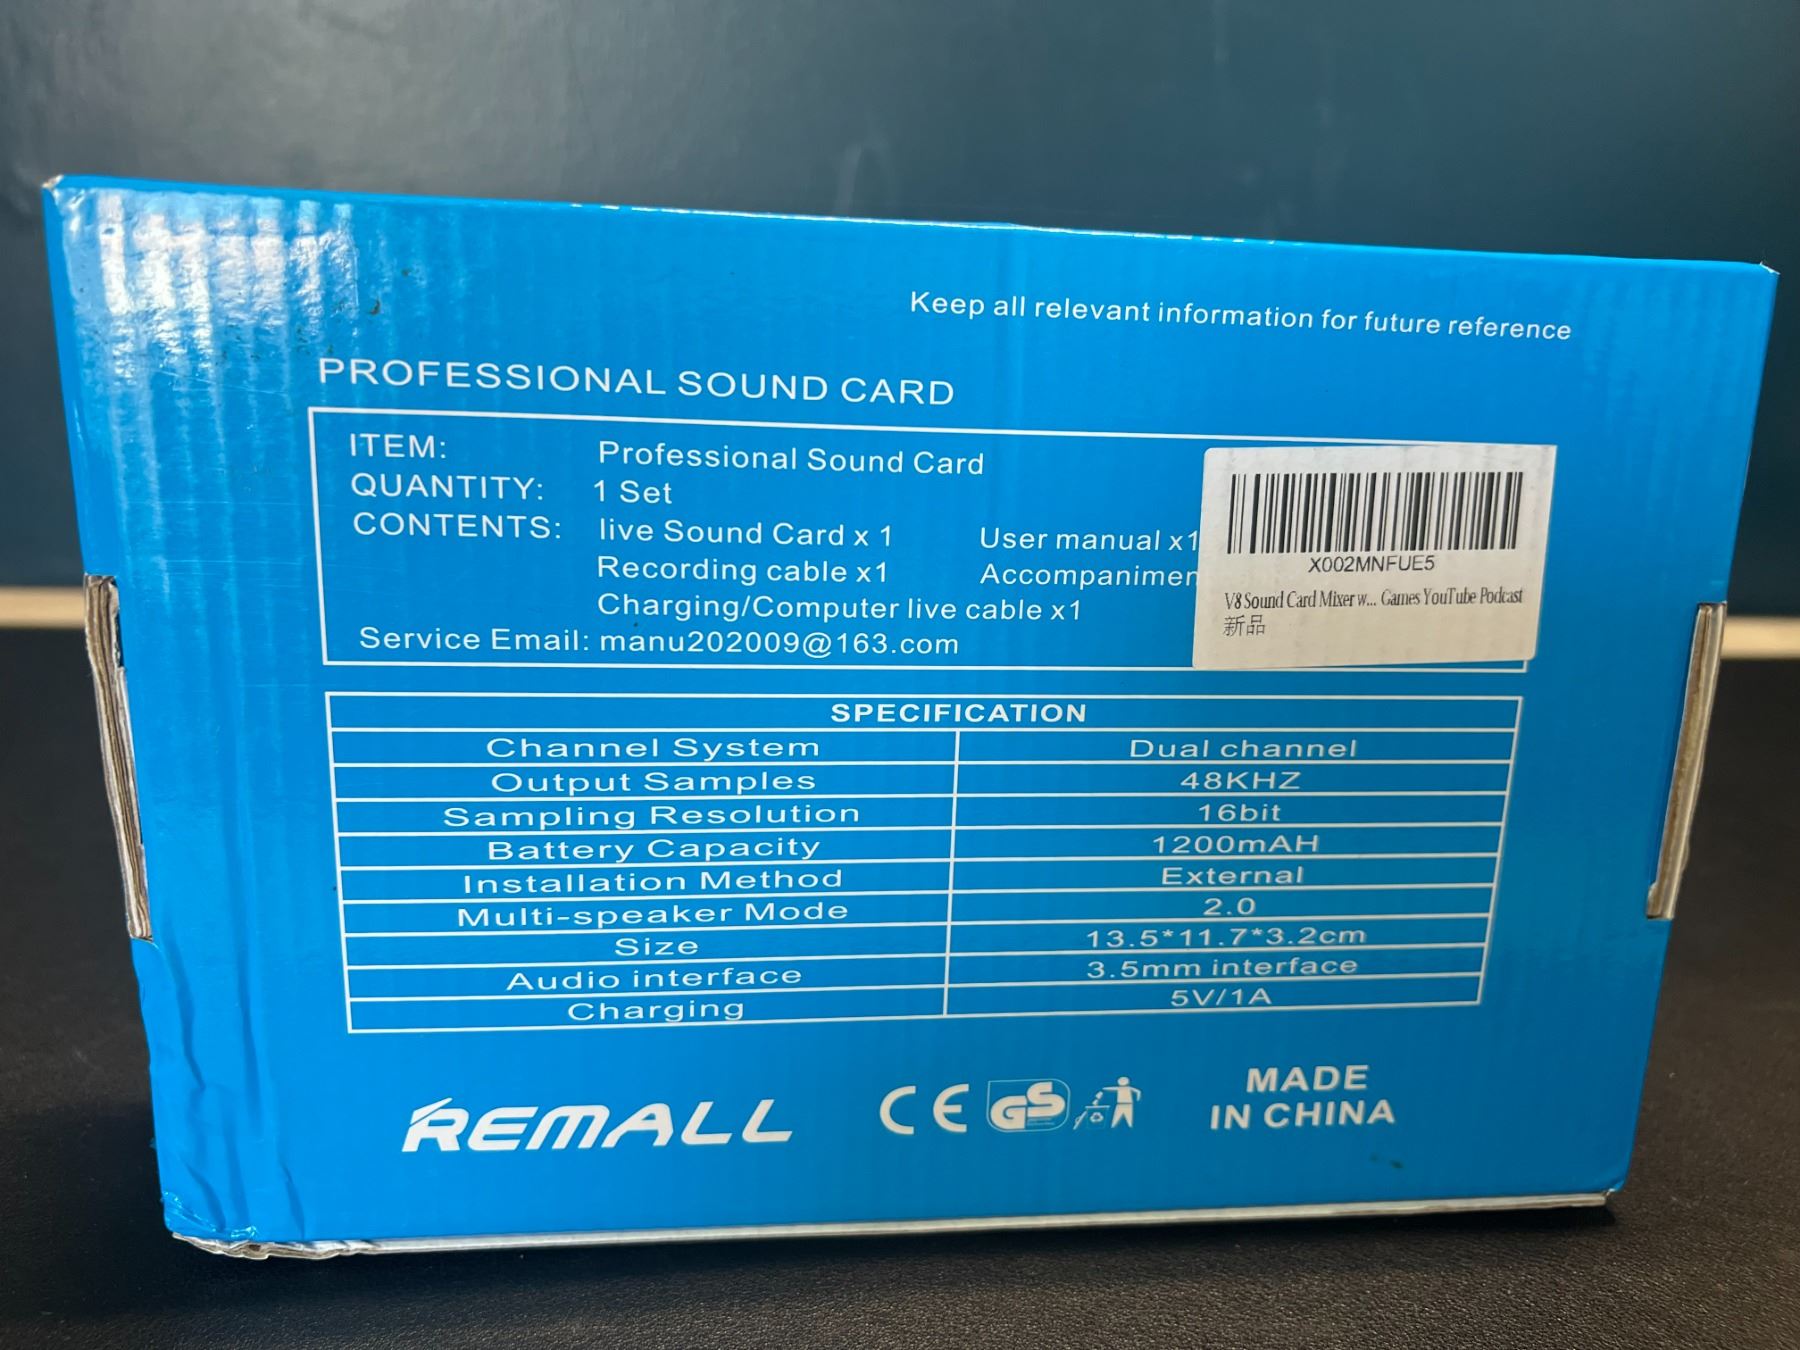 Keep all relevant information for future reference
PROFESSIONAL SOUND CARD
ITEM: Professional Sound Card
QUANTITY: 1 Set
CONTENTS: live Sound Card x 1 User manual x1
Recording cable x1
Charging/Computer live cable x1
Service Email: manu202009@163.com
X002MNFUE5
V8 Sound Card Mixer w... Games YouTube Podcast
新品
SPECIFICATION
Channel System Dual channel
Output Samples 48KHZ
Sampling Resolution 16bit
Battery Capacity 1200mAH
Installation Method External
Multi-speaker Mode 2.0
Size 13.5*11.7*3.2cm
Audio interface 3.5mm interface
Charging 5V/1A
REMALL CE GS
MADE
IN CHINA